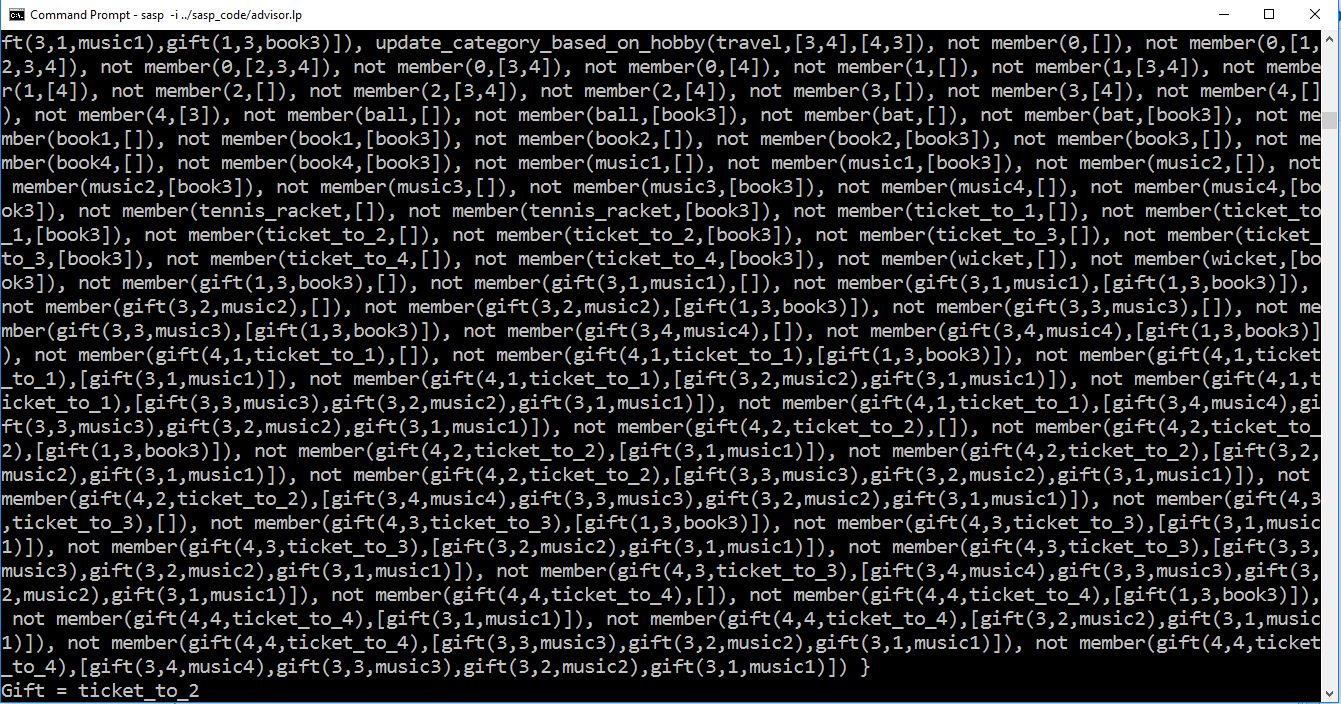 Command Prompt - sasp  -i ../sasp_code/advisor.lp
ft(3,1,music1),gift(1,3,book3)]), update_category_based_on_hobby(travel,[3,4],[4,3]), not member(0,[]), not member(0,[1,
2,3,4]), not member(0,[2,3,4]), not member(0,[3,4]), not member(0,[4]), not member(1,[]), not member(1,[3,4]), not membe
r(1,[4]), not member(2,[]), not member(2,[3,4]), not member(2,[4]), not member(3,[]), not member(3,[4]), not member(4,[]
), not member(4,[3]), not member(ball,[]), not member(ball,[book3]), not member(bat,[]), not member(bat,[book3]), not me
mber(book1,[]), not member(book1,[book3]), not member(book2,[]), not member(book2,[book3]), not member(book3,[]), not me
mber(book4,[]), not member(book4,[book3]), not member(music1,[]), not member(music1,[book3]), not member(music2,[]), not
 member(music2,[book3]), not member(music3,[]), not member(music3,[book3]), not member(music4,[]), not member(music4,[bo
ok3]), not member(tennis_racket,[]), not member(tennis_racket,[book3]), not member(ticket_to_1,[]), not member(ticket_to
_1,[book3]), not member(ticket_to_2,[]), not member(ticket_to_2,[book3]), not member(ticket_to_3,[]), not member(ticket_
to_3,[book3]), not member(ticket_to_4,[]), not member(ticket_to_4,[book3]), not member(wicket,[]), not member(wicket,[bo
ok3]), not member(gift(1,3,book3),[]), not member(gift(3,1,music1),[]), not member(gift(3,1,music1),[gift(1,3,book3)]),
not member(gift(3,2,music2),[]), not member(gift(3,2,music2),[gift(1,3,book3)]), not member(gift(3,3,music3),[]), not me
mber(gift(3,3,music3),[gift(1,3,book3)]), not member(gift(3,4,music4),[]), not member(gift(3,4,music4),[gift(1,3,book3)]
), not member(gift(4,1,ticket_to_1),[]), not member(gift(4,1,ticket_to_1),[gift(1,3,book3)]), not member(gift(4,1,ticket
_to_1),[gift(3,1,music1)]), not member(gift(4,1,ticket_to_1),[gift(3,2,music2),gift(3,1,music1)]), not member(gift(4,1,t
icket_to_1),[gift(3,3,music3),gift(3,2,music2),gift(3,1,music1)]), not member(gift(4,1,ticket_to_1),[gift(3,4,music4),gi
ft(3,3,music3),gift(3,2,music2),gift(3,1,music1)]), not member(gift(4,2,ticket_to_2),[]), not member(gift(4,2,ticket_to_
2),[gift(1,3,book3)]), not member(gift(4,2,ticket_to_2),[gift(3,1,music1)]), not member(gift(4,2,ticket_to_2),[gift(3,2,
music2),gift(3,1,music1)]), not member(gift(4,2,ticket_to_2),[gift(3,3,music3),gift(3,2,music2),gift(3,1,music1)]), not
member(gift(4,2,ticket_to_2),[gift(3,4,music4),gift(3,3,music3),gift(3,2,music2),gift(3,1,music1)]), not member(gift(4,3
,ticket_to_3),[]), not member(gift(4,3,ticket_to_3),[gift(1,3,book3)]), not member(gift(4,3,ticket_to_3),[gift(3,1,music
1)]), not member(gift(4,3,ticket_to_3),[gift(3,2,music2),gift(3,1,music1)]), not member(gift(4,3,ticket_to_3),[gift(3,3,
music3),gift(3,2,music2),gift(3,1,music1)]), not member(gift(4,3,ticket_to_3),[gift(3,4,music4),gift(3,3,music3),gift(3,
2,music2),gift(3,1,music1)]), not member(gift(4,4,ticket_to_4),[]), not member(gift(4,4,ticket_to_4),[gift(1,3,book3)]),
 not member(gift(4,4,ticket_to_4),[gift(3,1,music1)]), not member(gift(4,4,ticket_to_4),[gift(3,2,music2),gift(3,1,music
1)]), not member(gift(4,4,ticket_to_4),[gift(3,3,music3),gift(3,2,music2),gift(3,1,music1)]), not member(gift(4,4,ticket
_to_4),[gift(3,4,music4),gift(3,3,music3),gift(3,2,music2),gift(3,1,music1)]) }
Gift = ticket_to_2